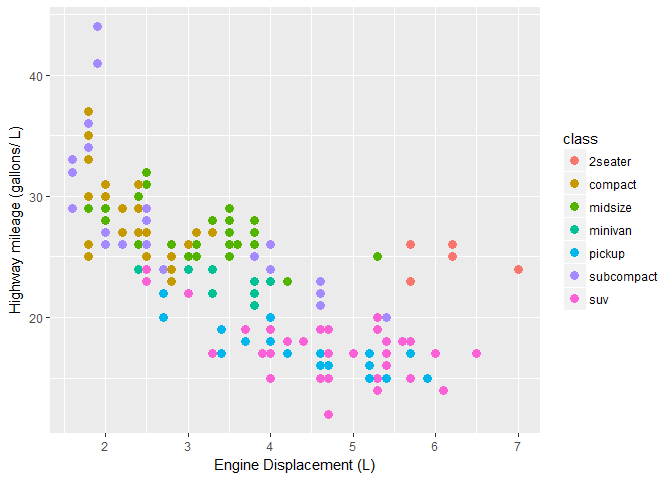 Highway mileage (gallons/ L)
40
30
20
2 3 4 5 6 7
Engine Displacement (L)
class
2seater
compact
midsize
minivan
pickup
subcompact
suv